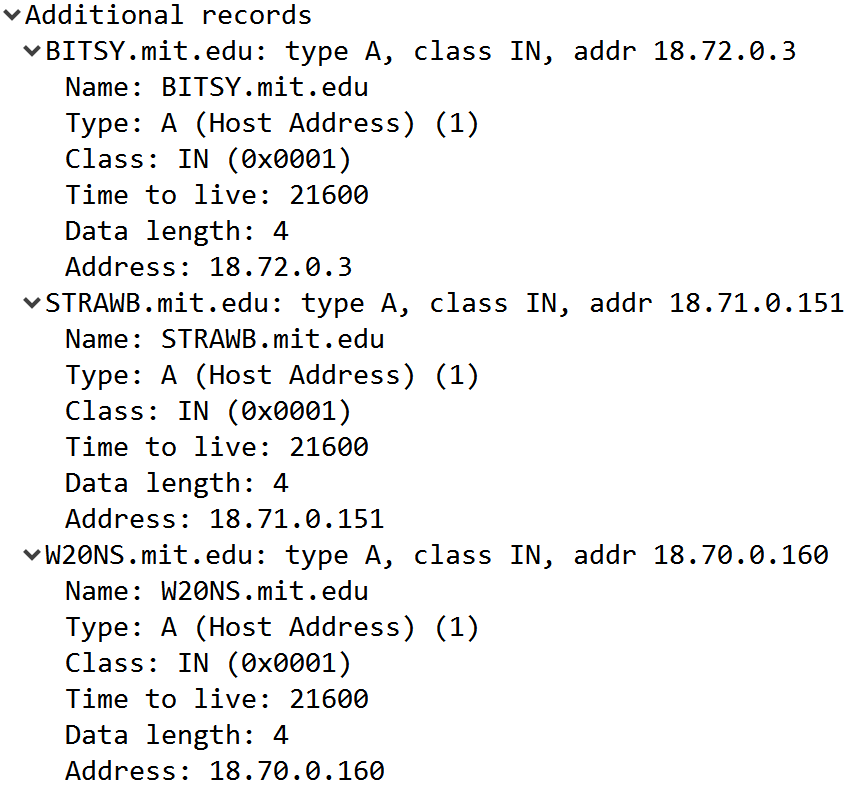 Additional records
BITSY.mit.edu: type A, class IN, addr 18.72.0.3
Name: BITSY.mit.edu
Type: A (Host Address) (1)
Class: IN (0x0001)
Time to live: 21600
Data length: 4
Address: 18.72.0.3
STRAWB.mit.edu: type A, class IN, addr 18.71.0.151
Name: STRAWB.mit.edu
Type: A (Host Address) (1)
Class: IN (0x0001)
Time to live: 21600
Data length: 4
Address: 18.71.0.151
W20NS.mit.edu: type A, class IN, addr 18.70.0.160
Name: W20NS.mit.edu
Type: A (Host Address) (1)
Class: IN (0x0001)
Time to live: 21600
Data length: 4
Address: 18.70.0.160